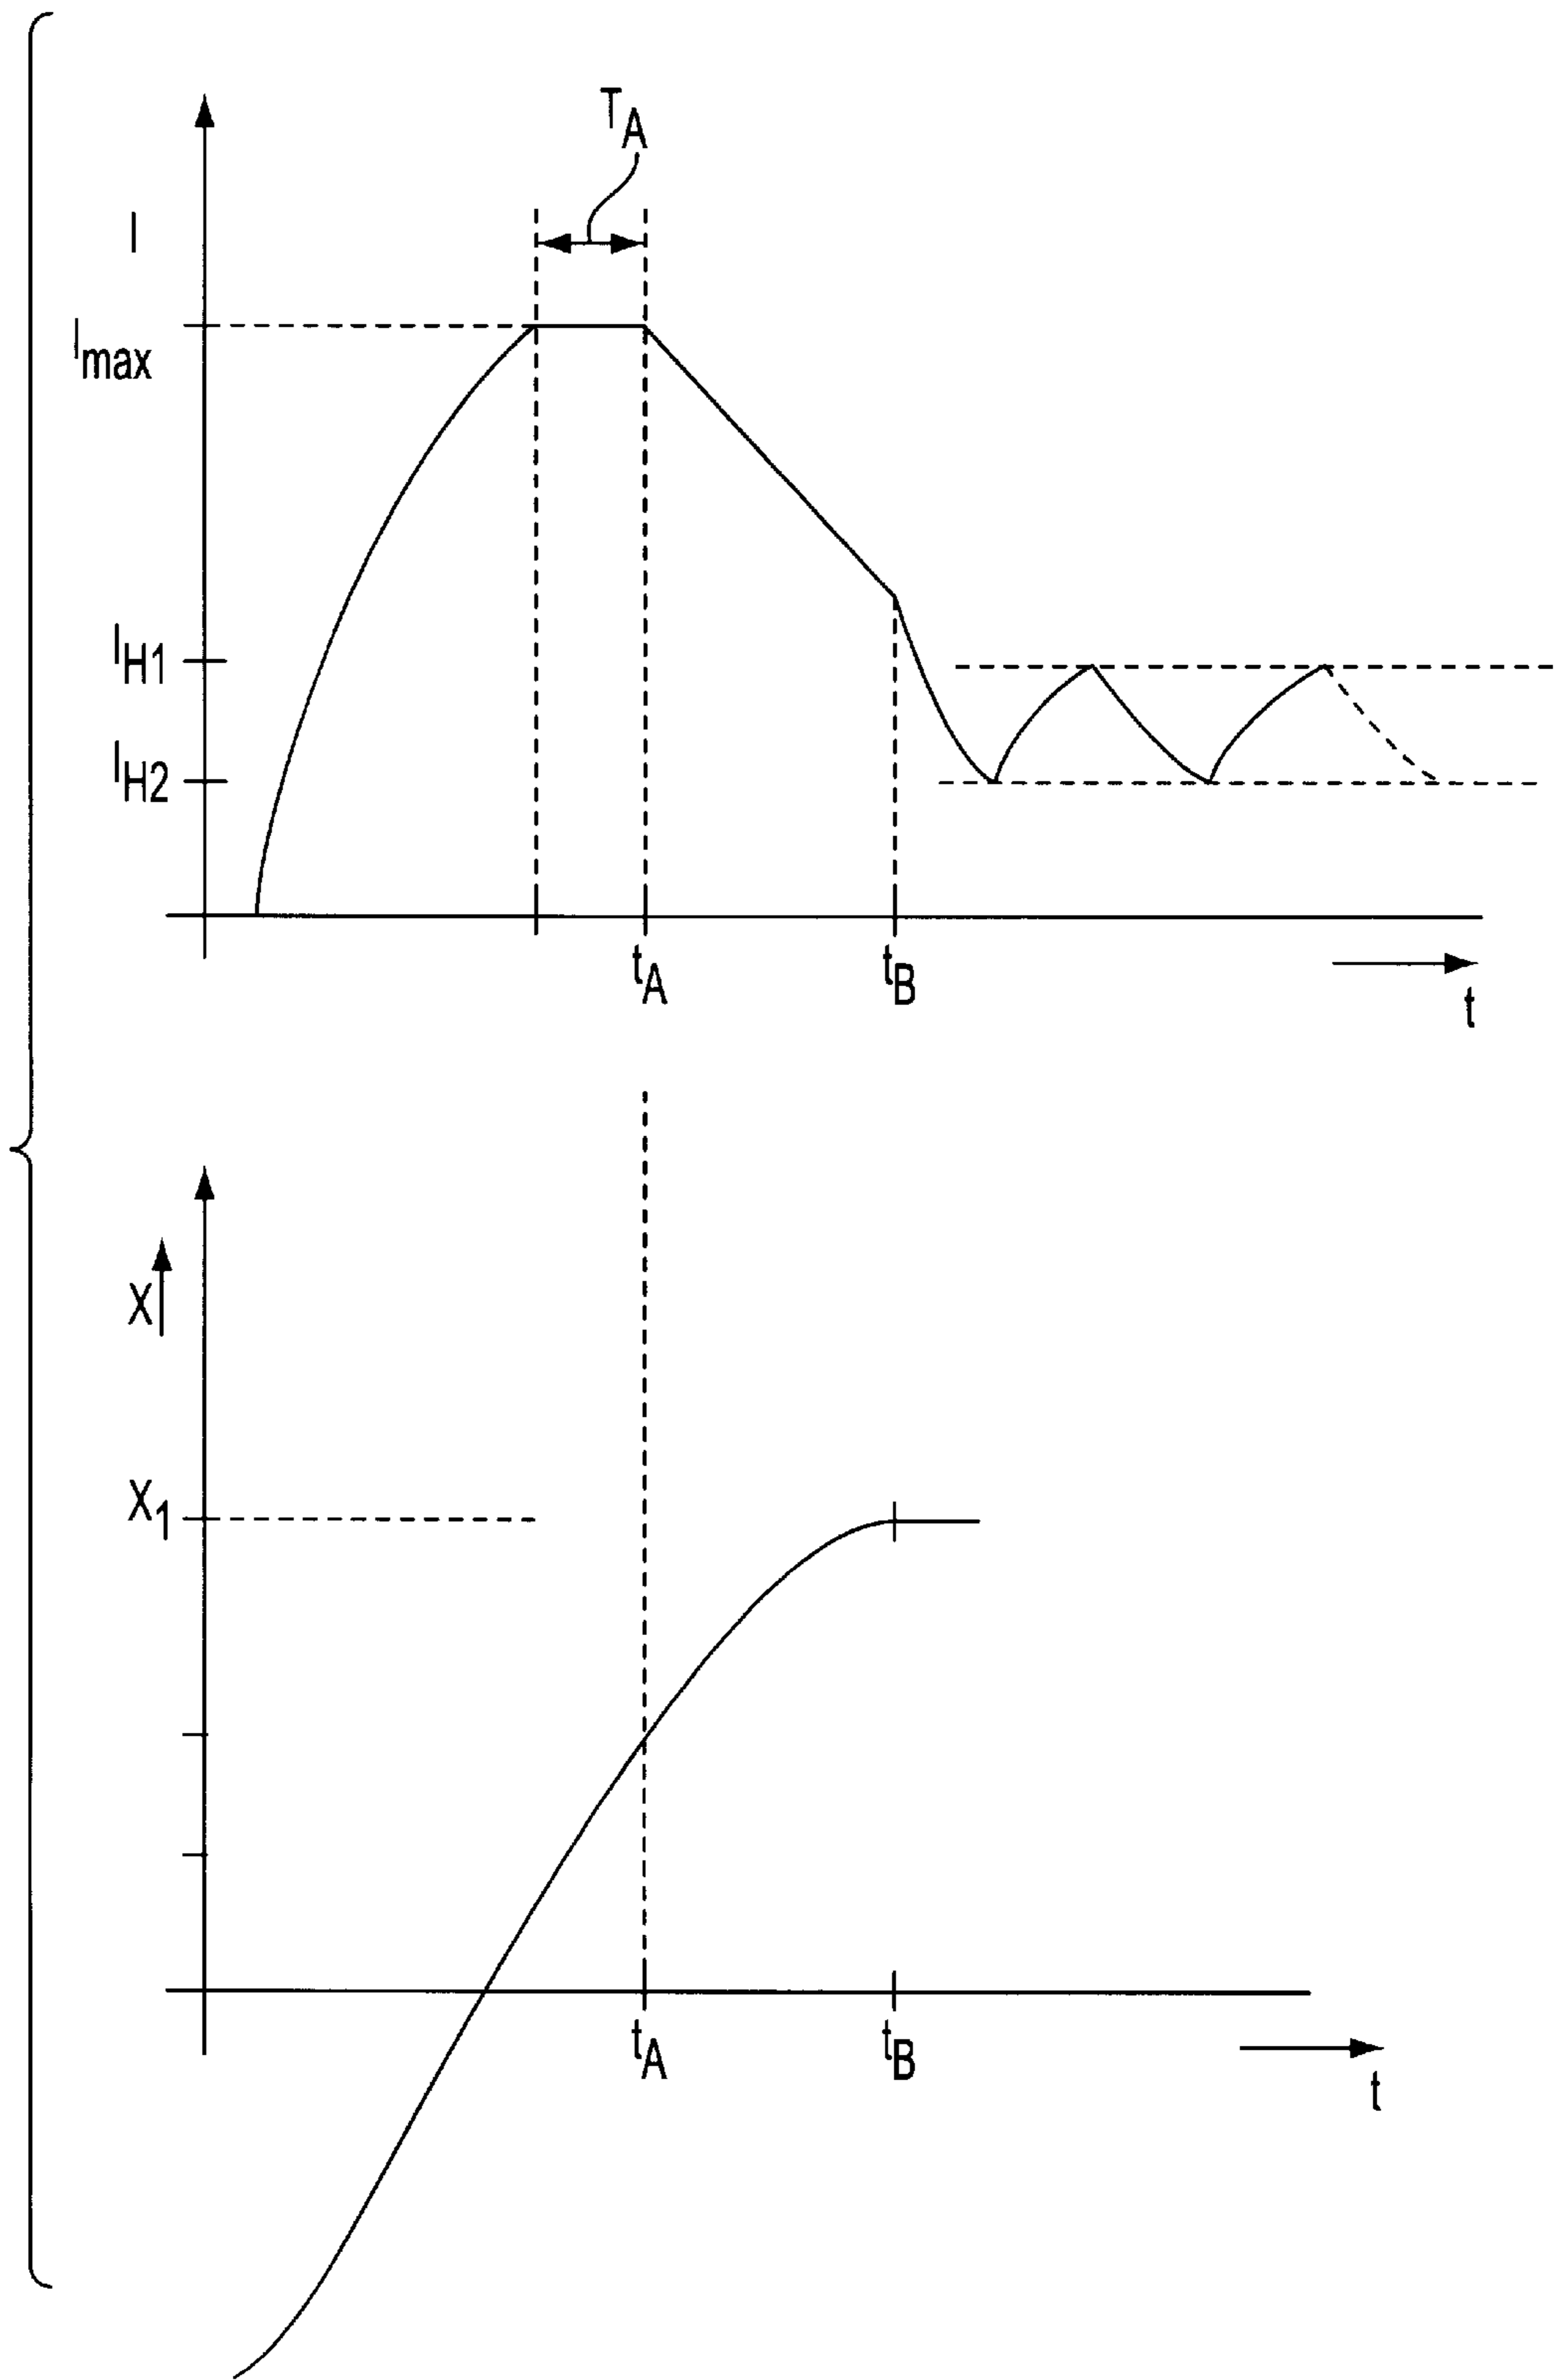 T_A
I
I_max
I_H1
I_H2
t_A
t_B
t
X
X_1
t_A
t_B
t